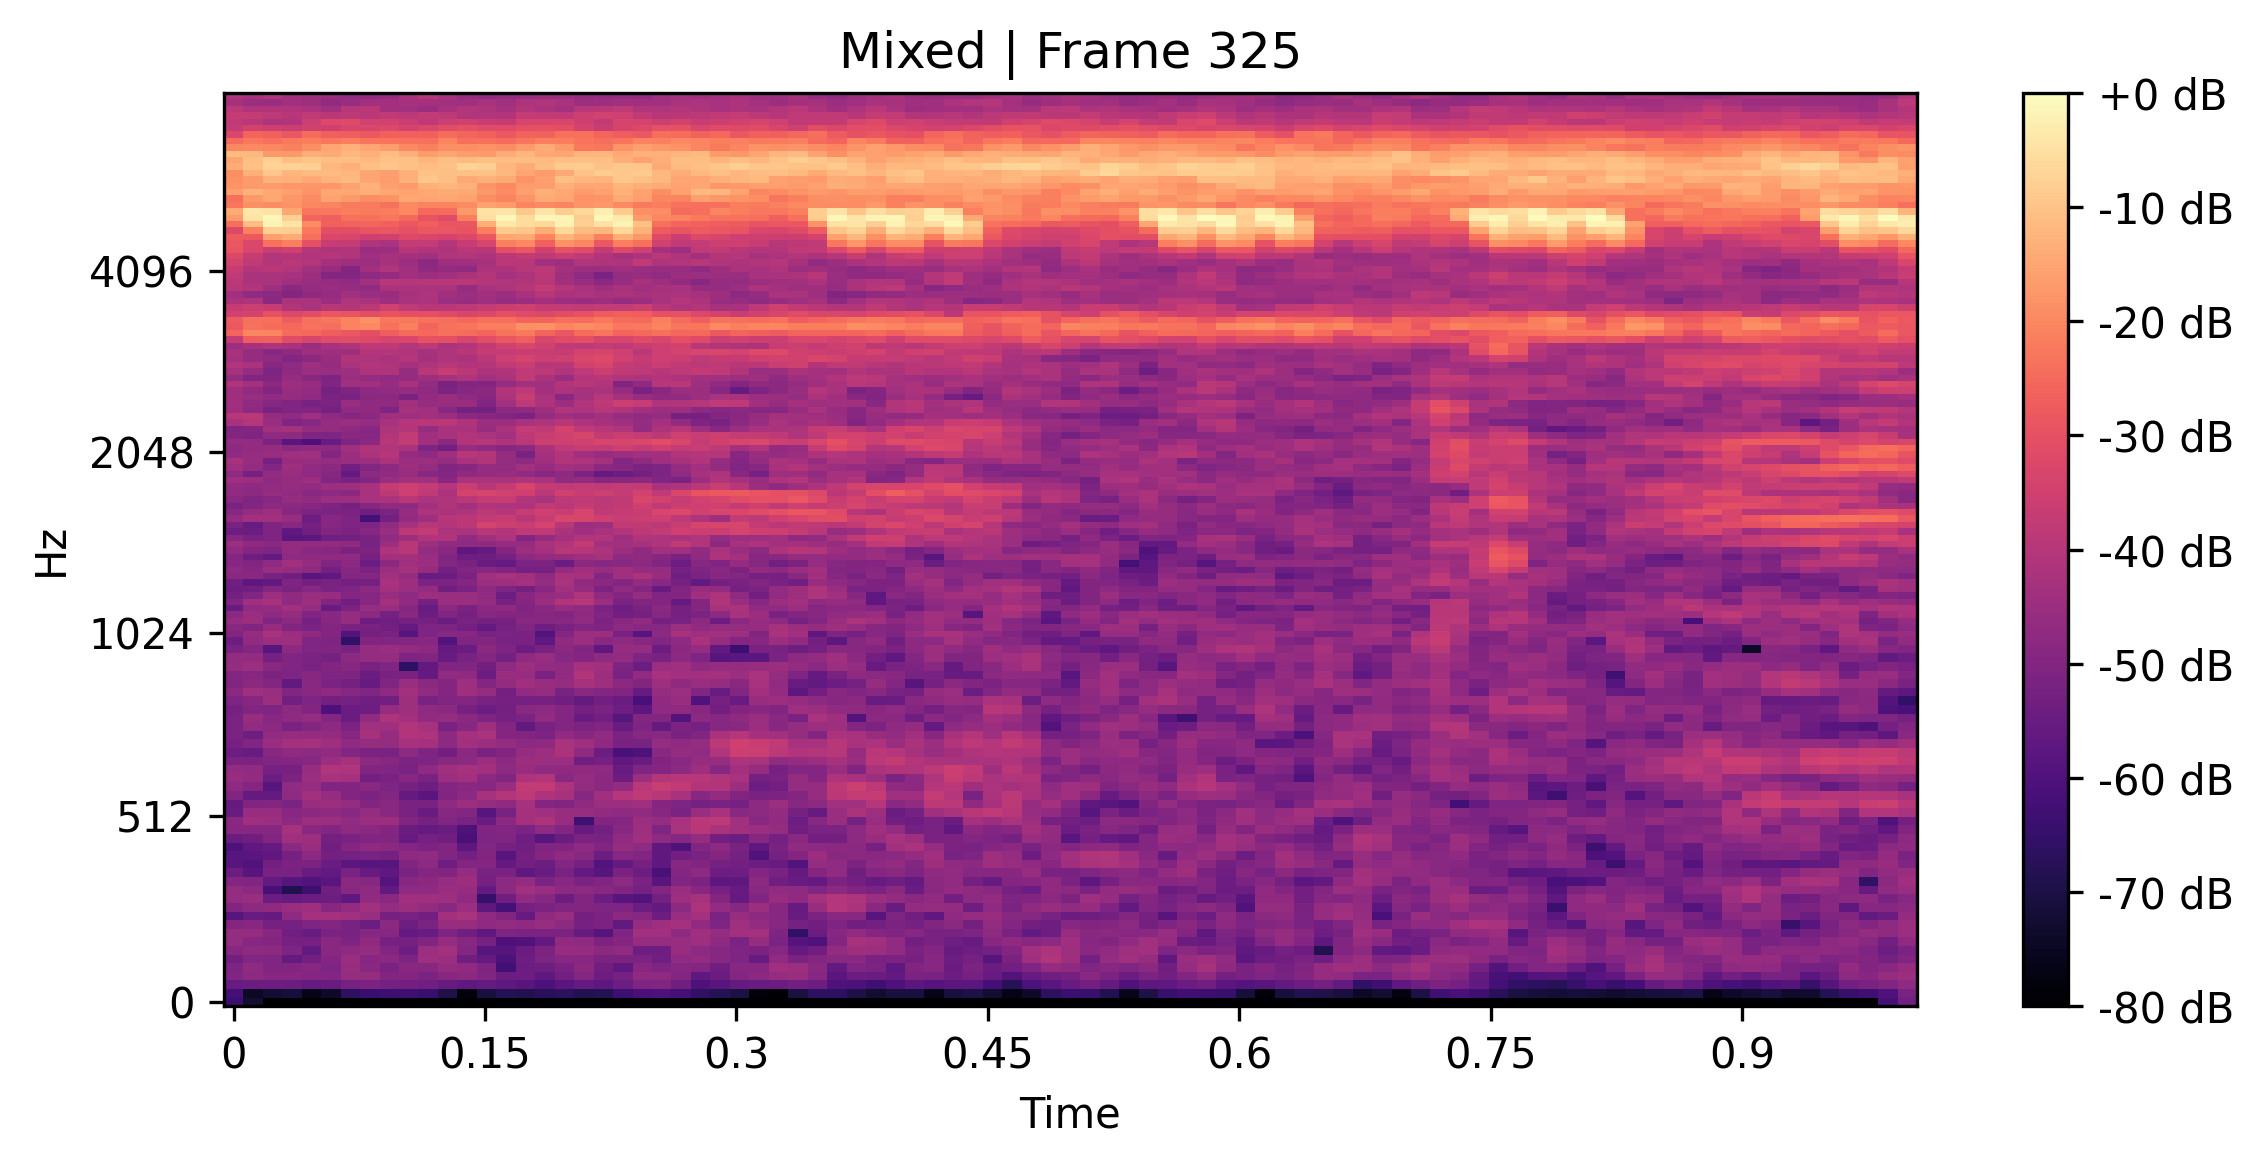 Mixed | Frame 325
+0 dB
-10 dB
-20 dB
-30 dB
-40 dB
-50 dB
-60 dB
-70 dB
-80 dB
4096
2048
1024
512
0
Hz
0 0.15 0.3 0.45 0.6 0.75 0.9
Time